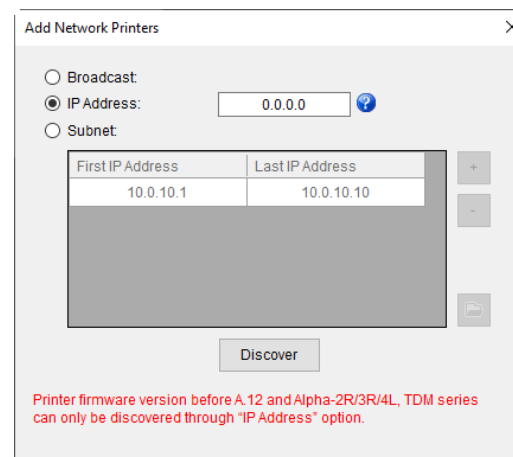 Add Network Printers
Broadcast:
IP Address: 0.0.0.0 ?
Subnet:
First IP Address Last IP Address +
10.0.10.1 10.0.10.10
-
Discover
Printer firmware version before A.12 and Alpha-2R/3R/4L, TDM series
can only be discovered through “IP Address” option.